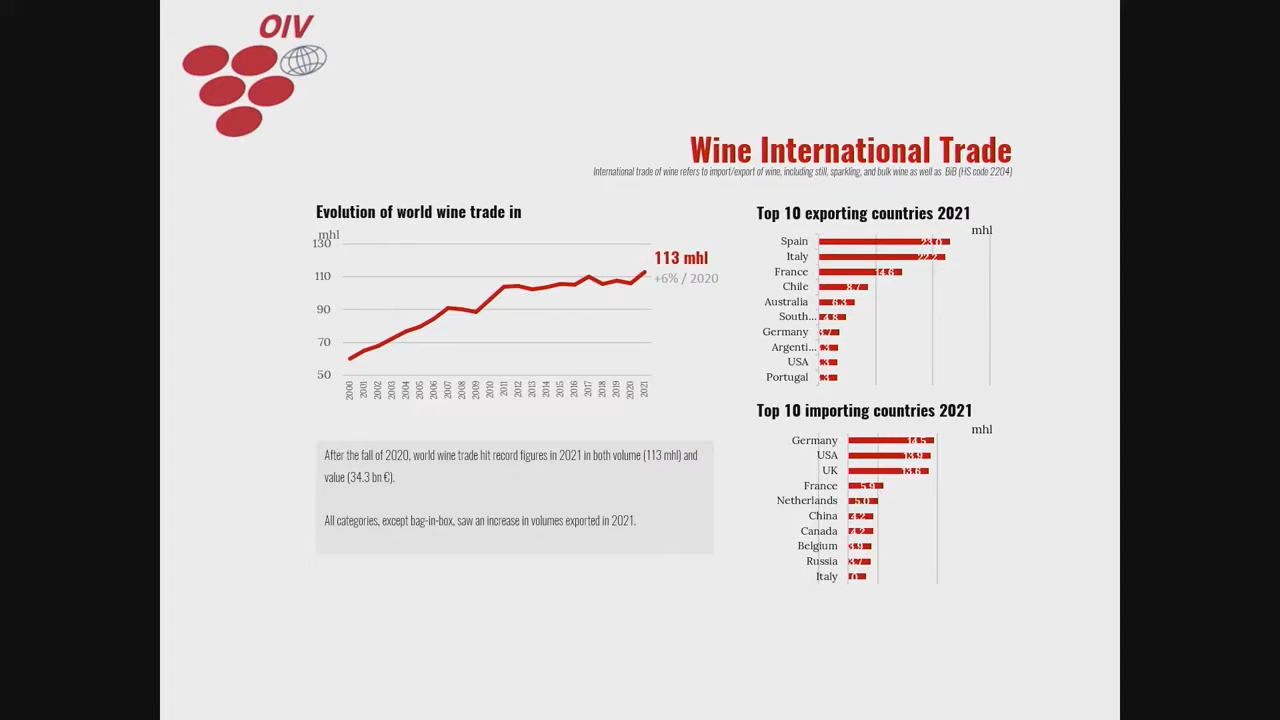 OIV
Wine International Trade
International trade of wine refers to import/export of wine, including still, sparkling, and bulk wine as well as BiB (HS code 2204)
Evolution of world wine trade in
mhl
130
110
90
70
50
2000 2001 2002 2003 2004 2005 2006 2007 2008 2009 2010 2011 2012 2013 2014 2015 2016 2017 2018 2019 2020 2021
113 mhl
+6% / 2020
After the fall of 2020, world wine trade hit record figures in 2021 in both volume (113 mhl) and
value (34.3 bn €).
All categories, except bag-in-box, saw an increase in volumes exported in 2021.
Top 10 exporting countries 2021
mhl
Spain 23.0
Italy 22.2
France 14.6
Chile 8.7
Australia 6.3
South... 4.8
Germany 3.7
Argenti...
USA
Portugal
Top 10 importing countries 2021
mhl
Germany 14.5
USA 13.9
UK 13.6
France 5.9
Netherlands 5.0
China 4.2
Canada 4.2
Belgium 3.9
Russia 3.7
Italy